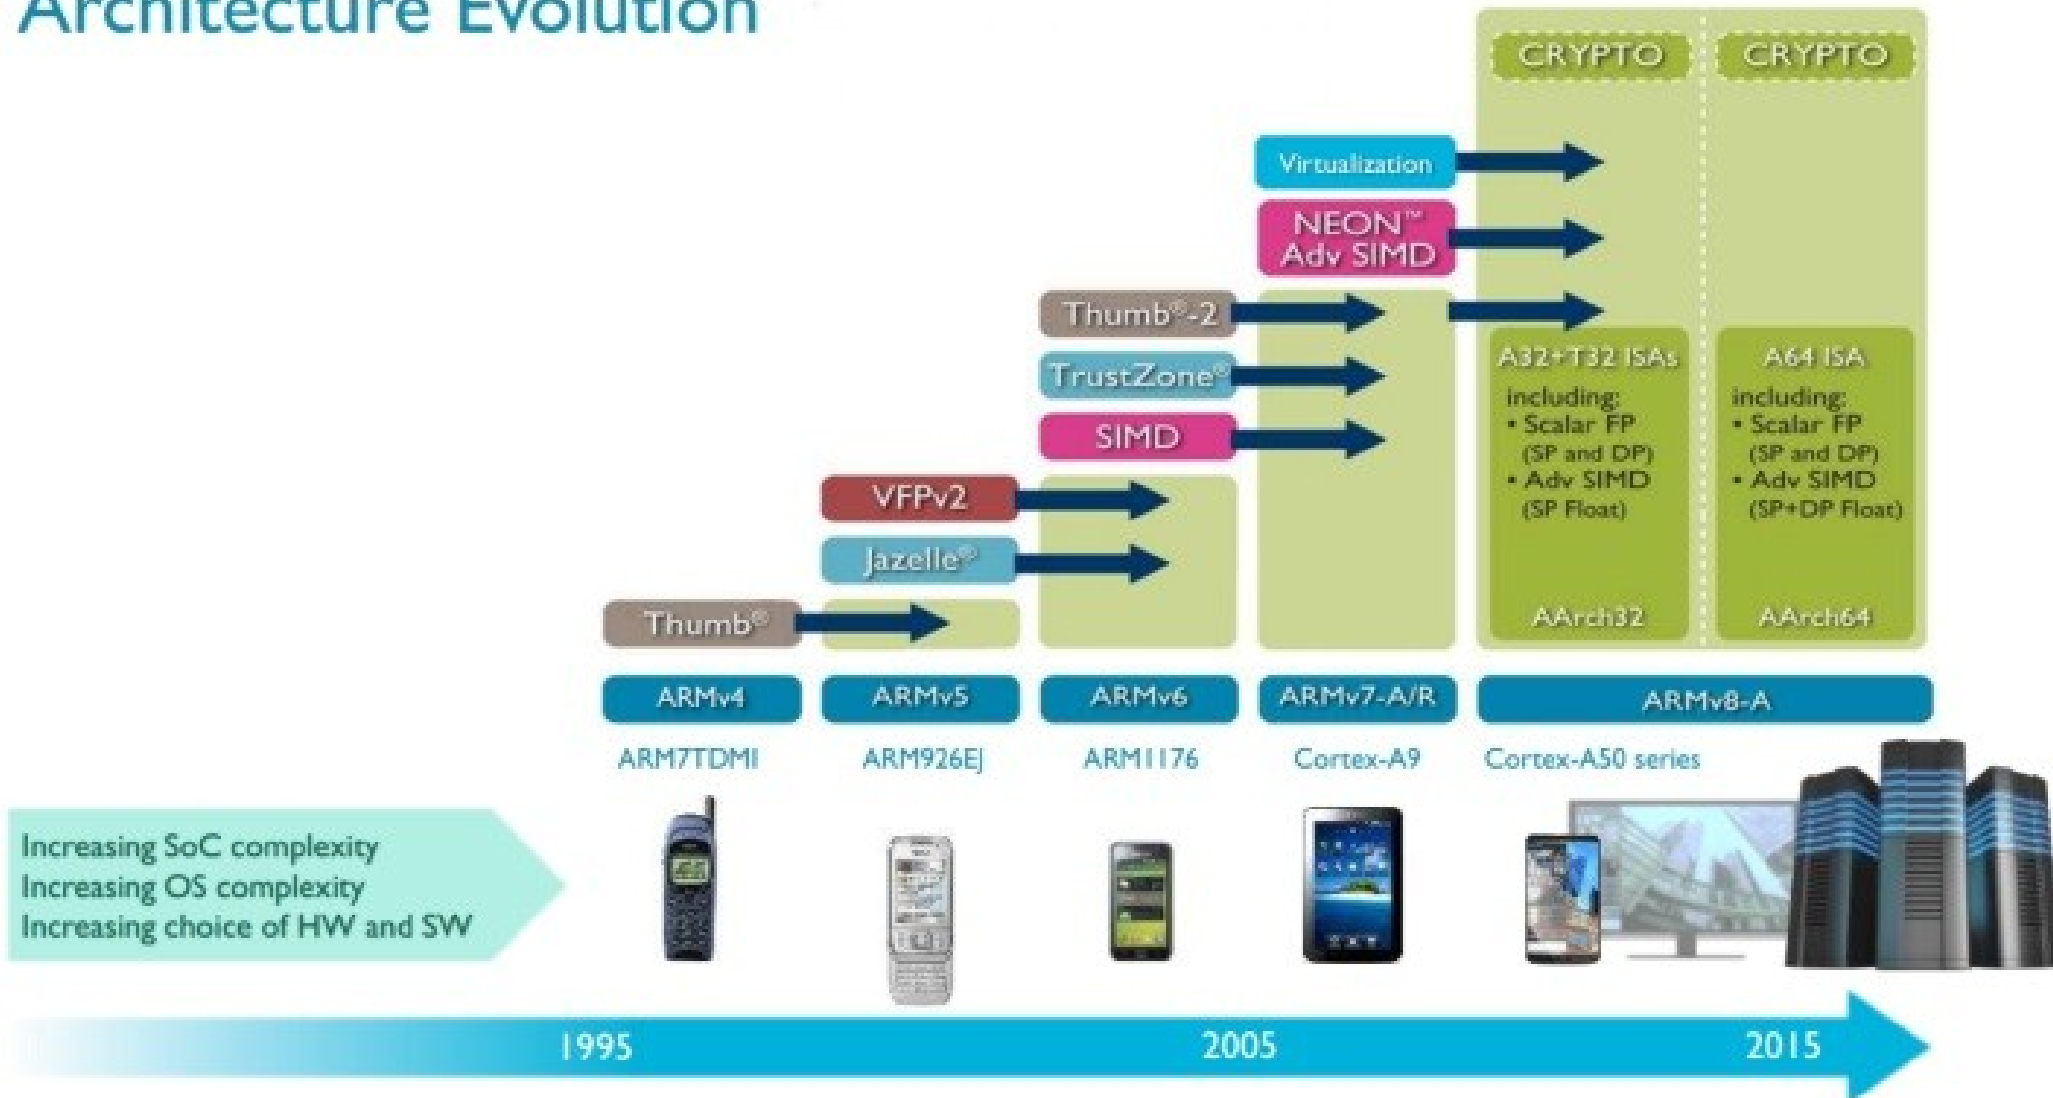 Architecture Evolution
CRYPTO
CRYPTO
Virtualization
NEON™
Adv SIMD
Thumb®-2
TrustZone®
SIMD
VFPv2
Jazelle®
Thumb®
A32+T32 ISAs
including:
• Scalar FP
(SP and DP)
• Adv SIMD
(SP Float)
AArch32
A64 ISA
including:
• Scalar FP
(SP and DP)
• Adv SIMD
(SP+DP Float)
AArch64
ARMv4
ARMv5
ARMv6
ARMv7-A/R
ARMv8-A
ARM7TDMI
ARM926EJ
ARM1176
Cortex-A9
Cortex-A50 series
Increasing SoC complexity
Increasing OS complexity
Increasing choice of HW and SW
1995
2005
2015